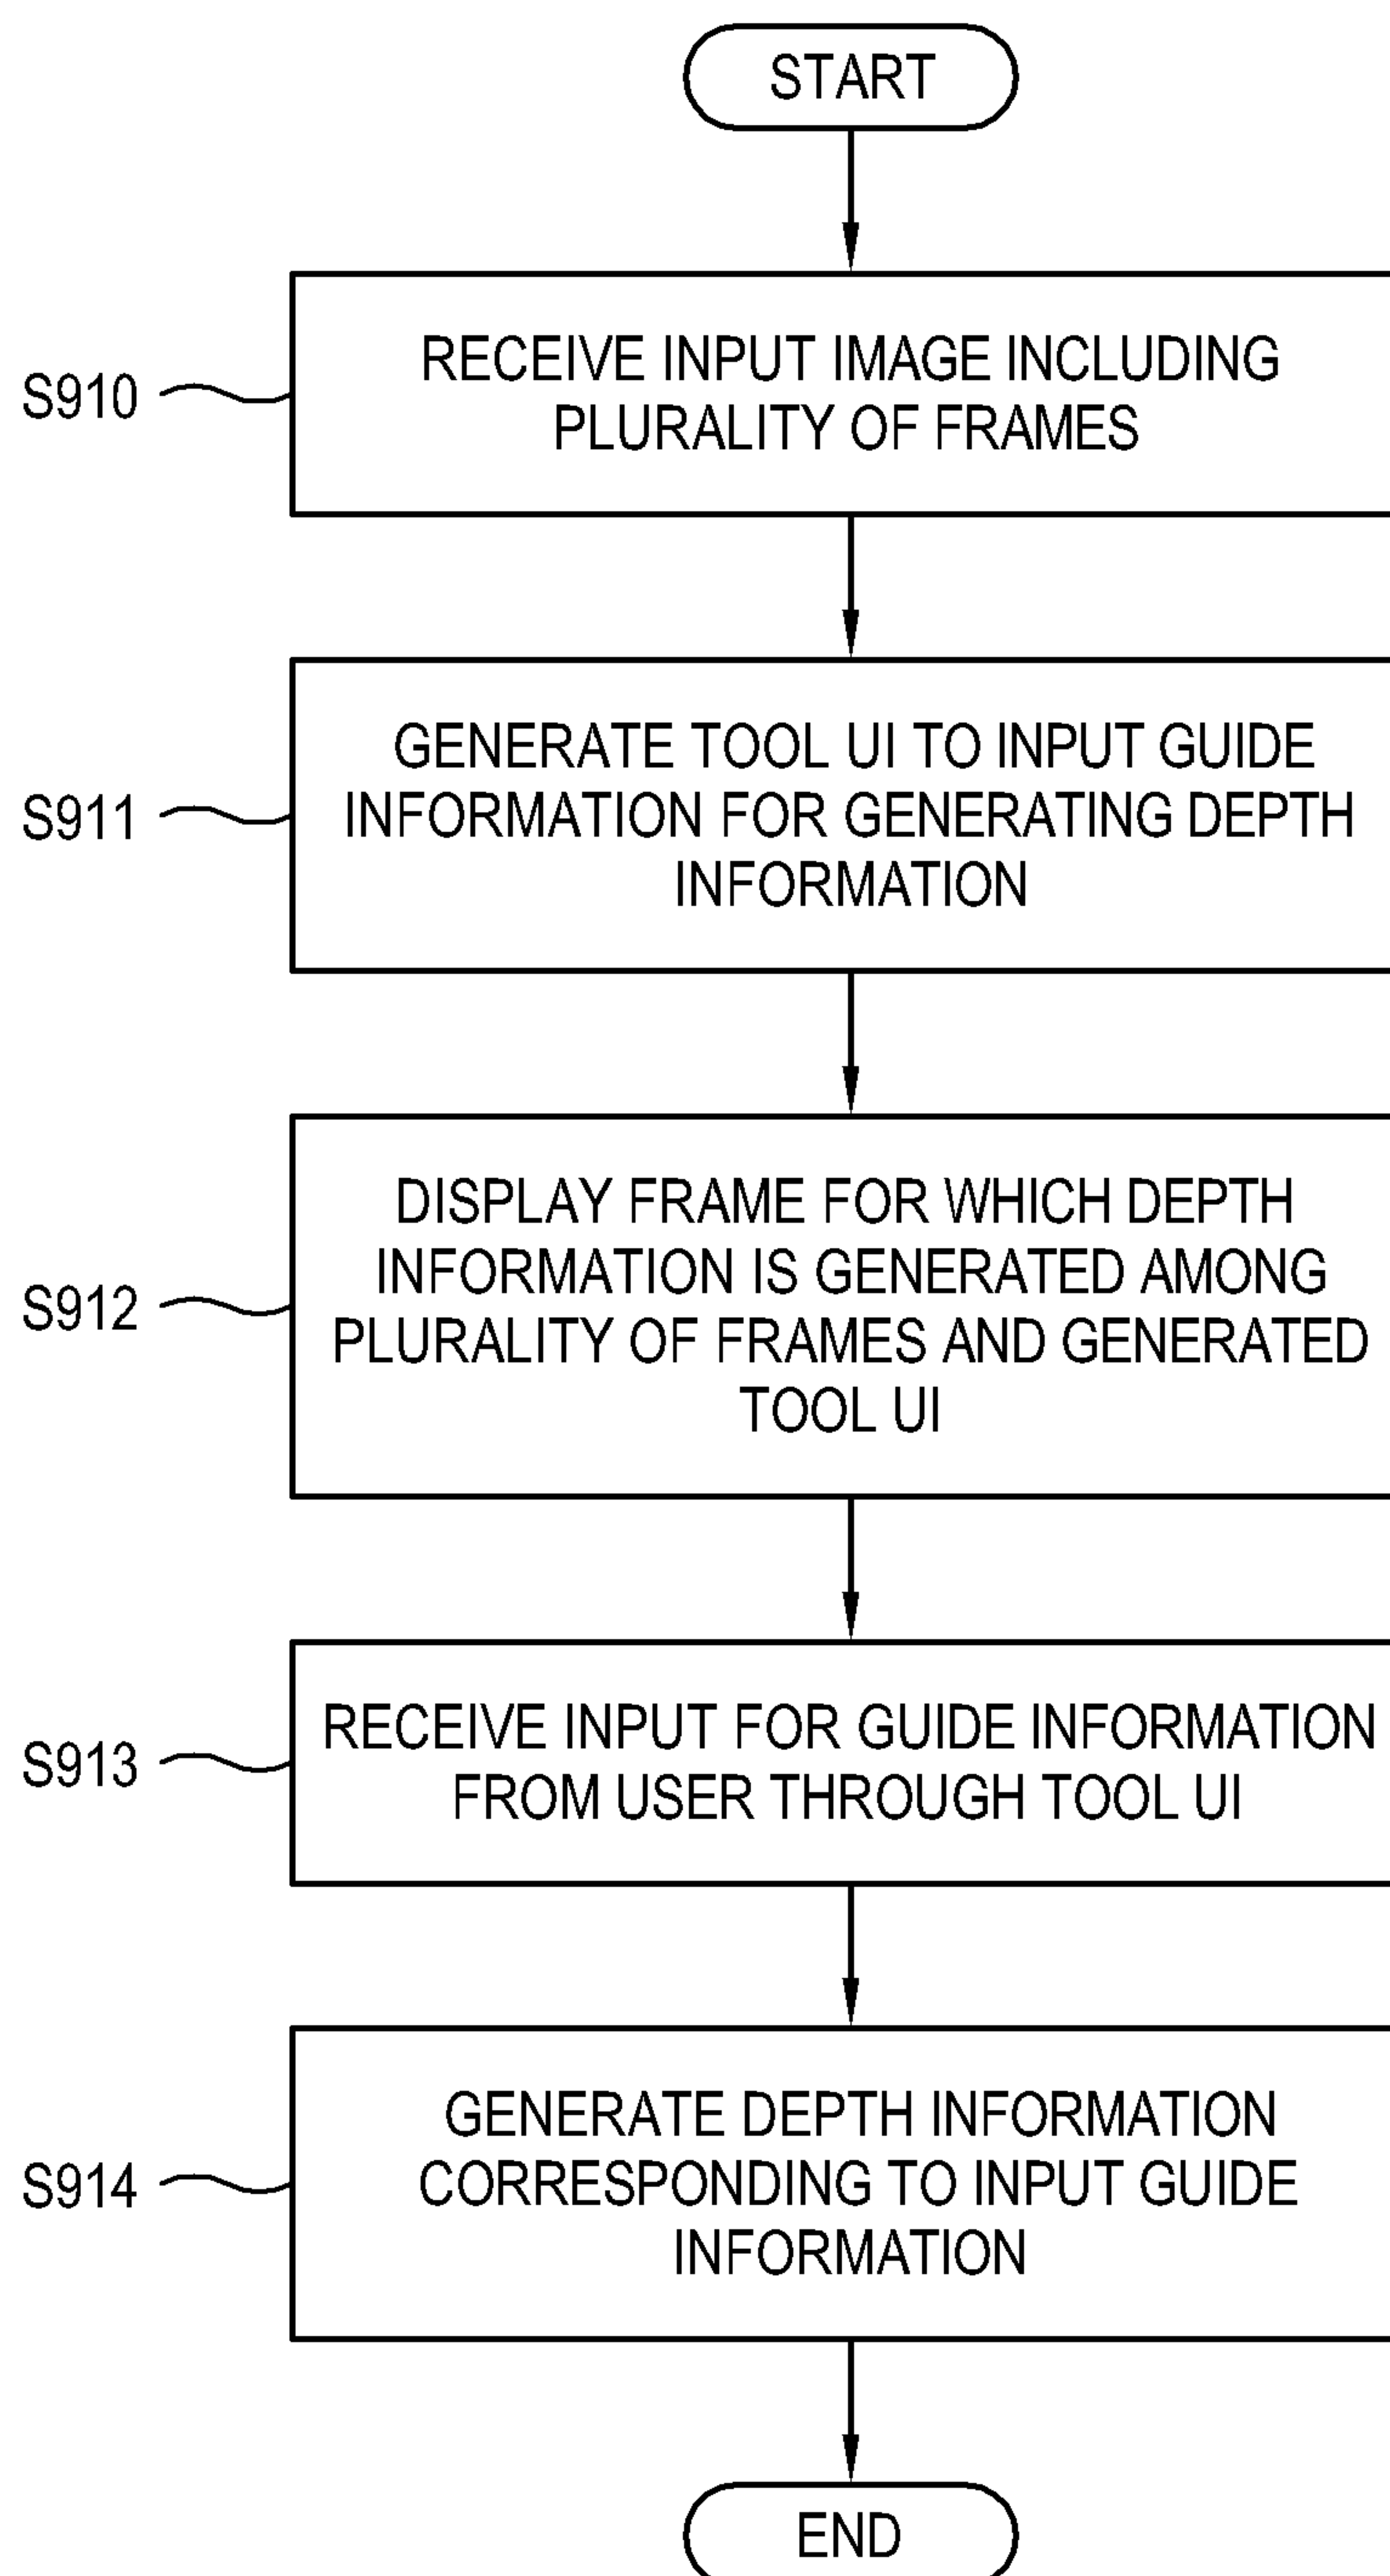 START
RECEIVE INPUT IMAGE INCLUDING
PLURALITY OF FRAMES
S910
GENERATE TOOL UI TO INPUT GUIDE
INFORMATION FOR GENERATING DEPTH
INFORMATION
S911
DISPLAY FRAME FOR WHICH DEPTH
INFORMATION IS GENERATED AMONG
PLURALITY OF FRAMES AND GENERATED
TOOL UI
S912
RECEIVE INPUT FOR GUIDE INFORMATION
FROM USER THROUGH TOOL UI
S913
GENERATE DEPTH INFORMATION
CORRESPONDING TO INPUT GUIDE
INFORMATION
S914
END